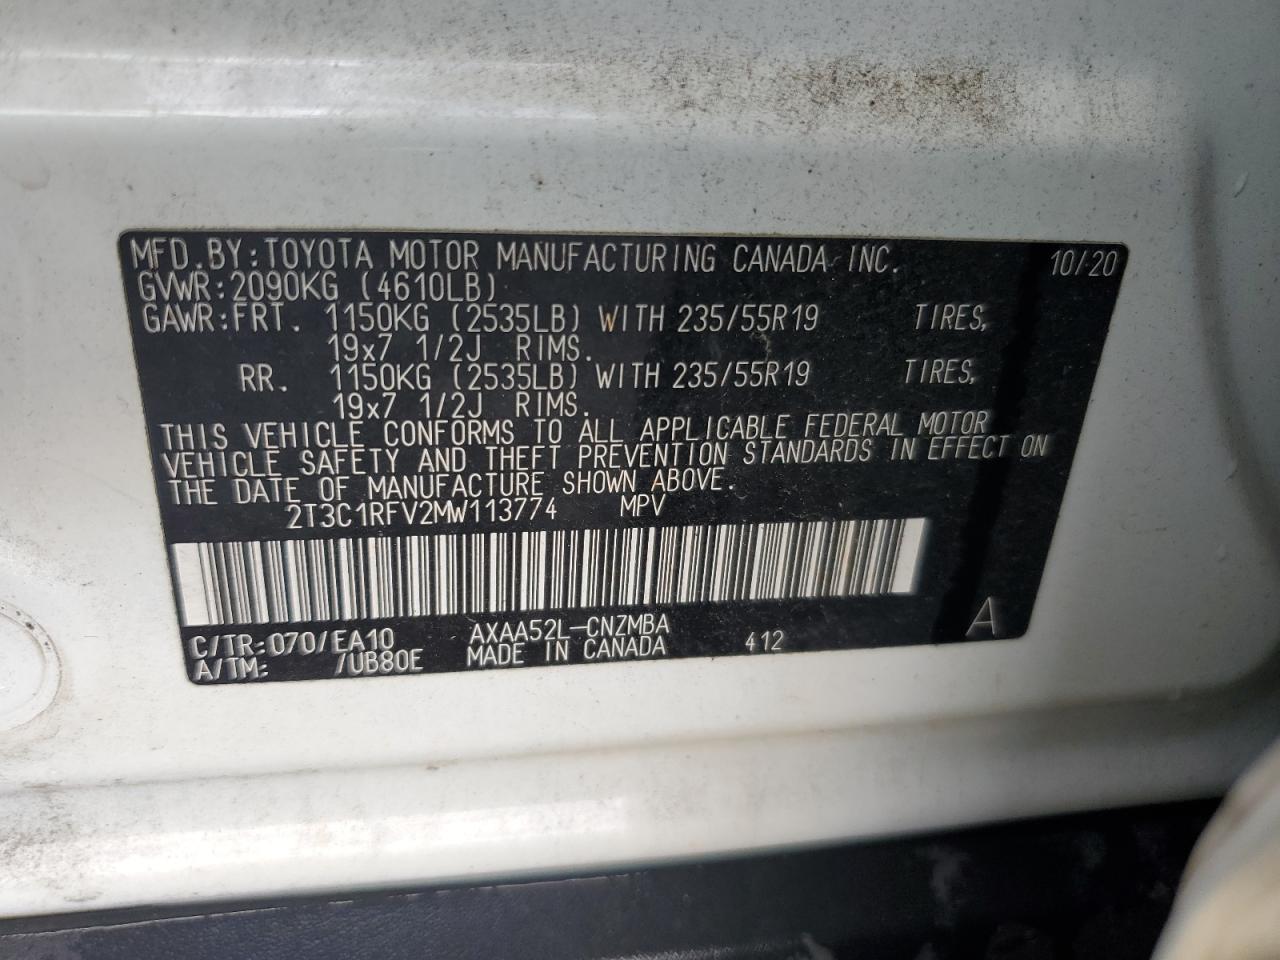 MFD.BY:TOYOTA MOTOR MANUFACTURING CANADA INC. 10/20
GVWR:2090KG (4610LB)
GAWR:FRT. 1150KG (2535LB) WITH 235/55R19 TIRES,
19x7 1/2J RIMS.
RR. 1150KG (2535LB) WITH 235/55R19 TIRES,
19x7 1/2J RIMS.
THIS VEHICLE CONFORMS TO ALL APPLICABLE FEDERAL MOTOR
VEHICLE SAFETY AND THEFT PREVENTION STANDARDS IN EFFECT ON
THE DATE OF MANUFACTURE SHOWN ABOVE.
2T3C1RFV2MW113774 MPV
C/TR:070/EA10 AXAA52L-CNZMBA 412 A
A/TM: /UB80E MADE IN CANADA